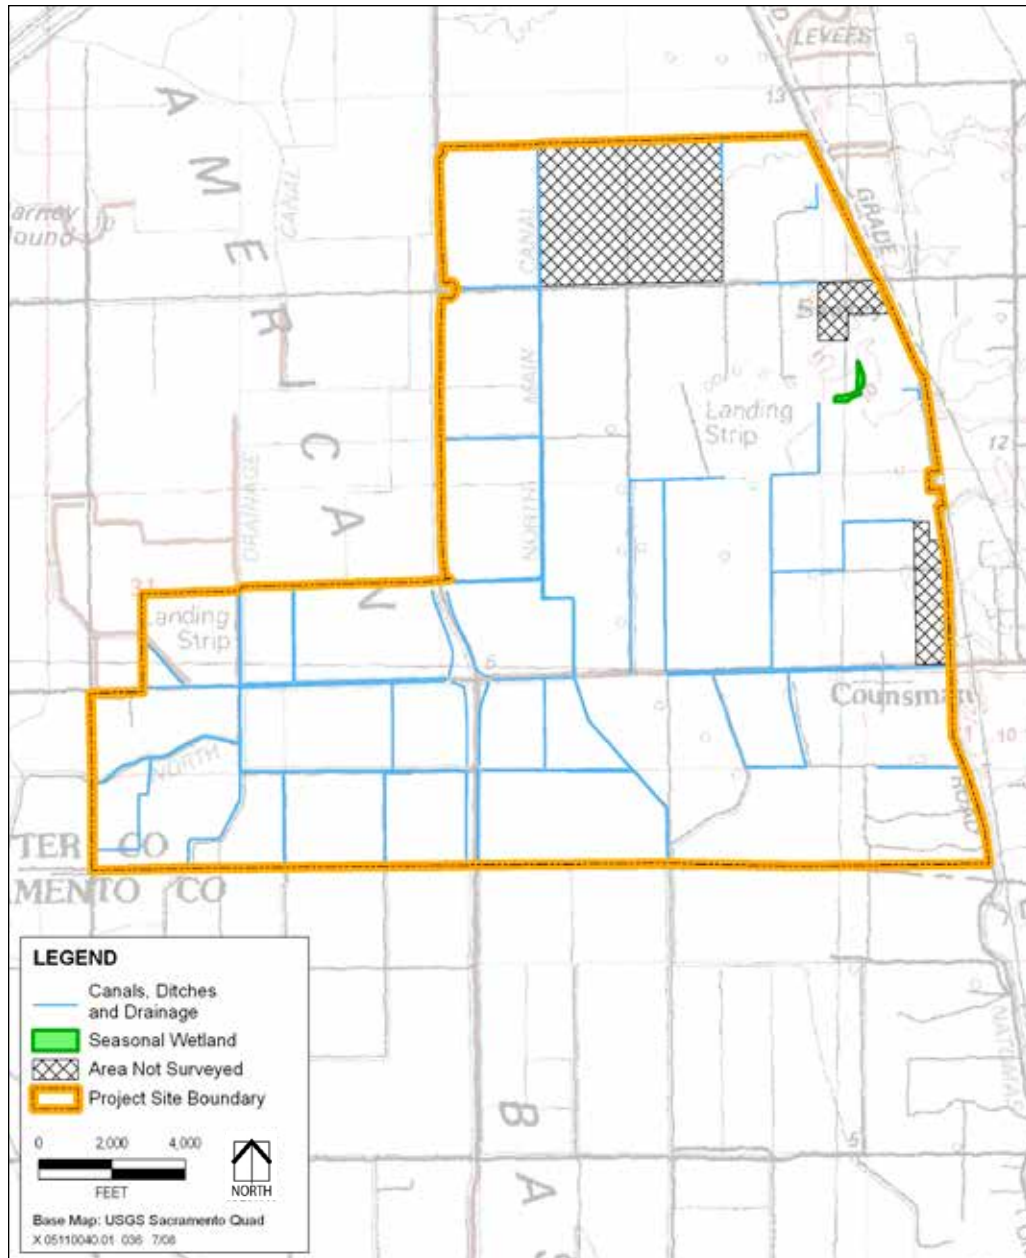 LEVEES
13
A M E R I C A N
CANAL
GRADE
CANAL
MAIN
NORTH
Landing
Strip
12
DRAINAGE
31
Landing
Strip
6
Counsman
1
10
NORTH
ROAD
CO
CO
LEGEND
Canals, Ditches
and Drainage
Seasonal Wetland
Area Not Surveyed
Project Site Boundary
0 2,000 4,000
FEET
NORTH
Base Map: USGS Sacramento Quad
X 05110040.01 036 7/08
B A S
5